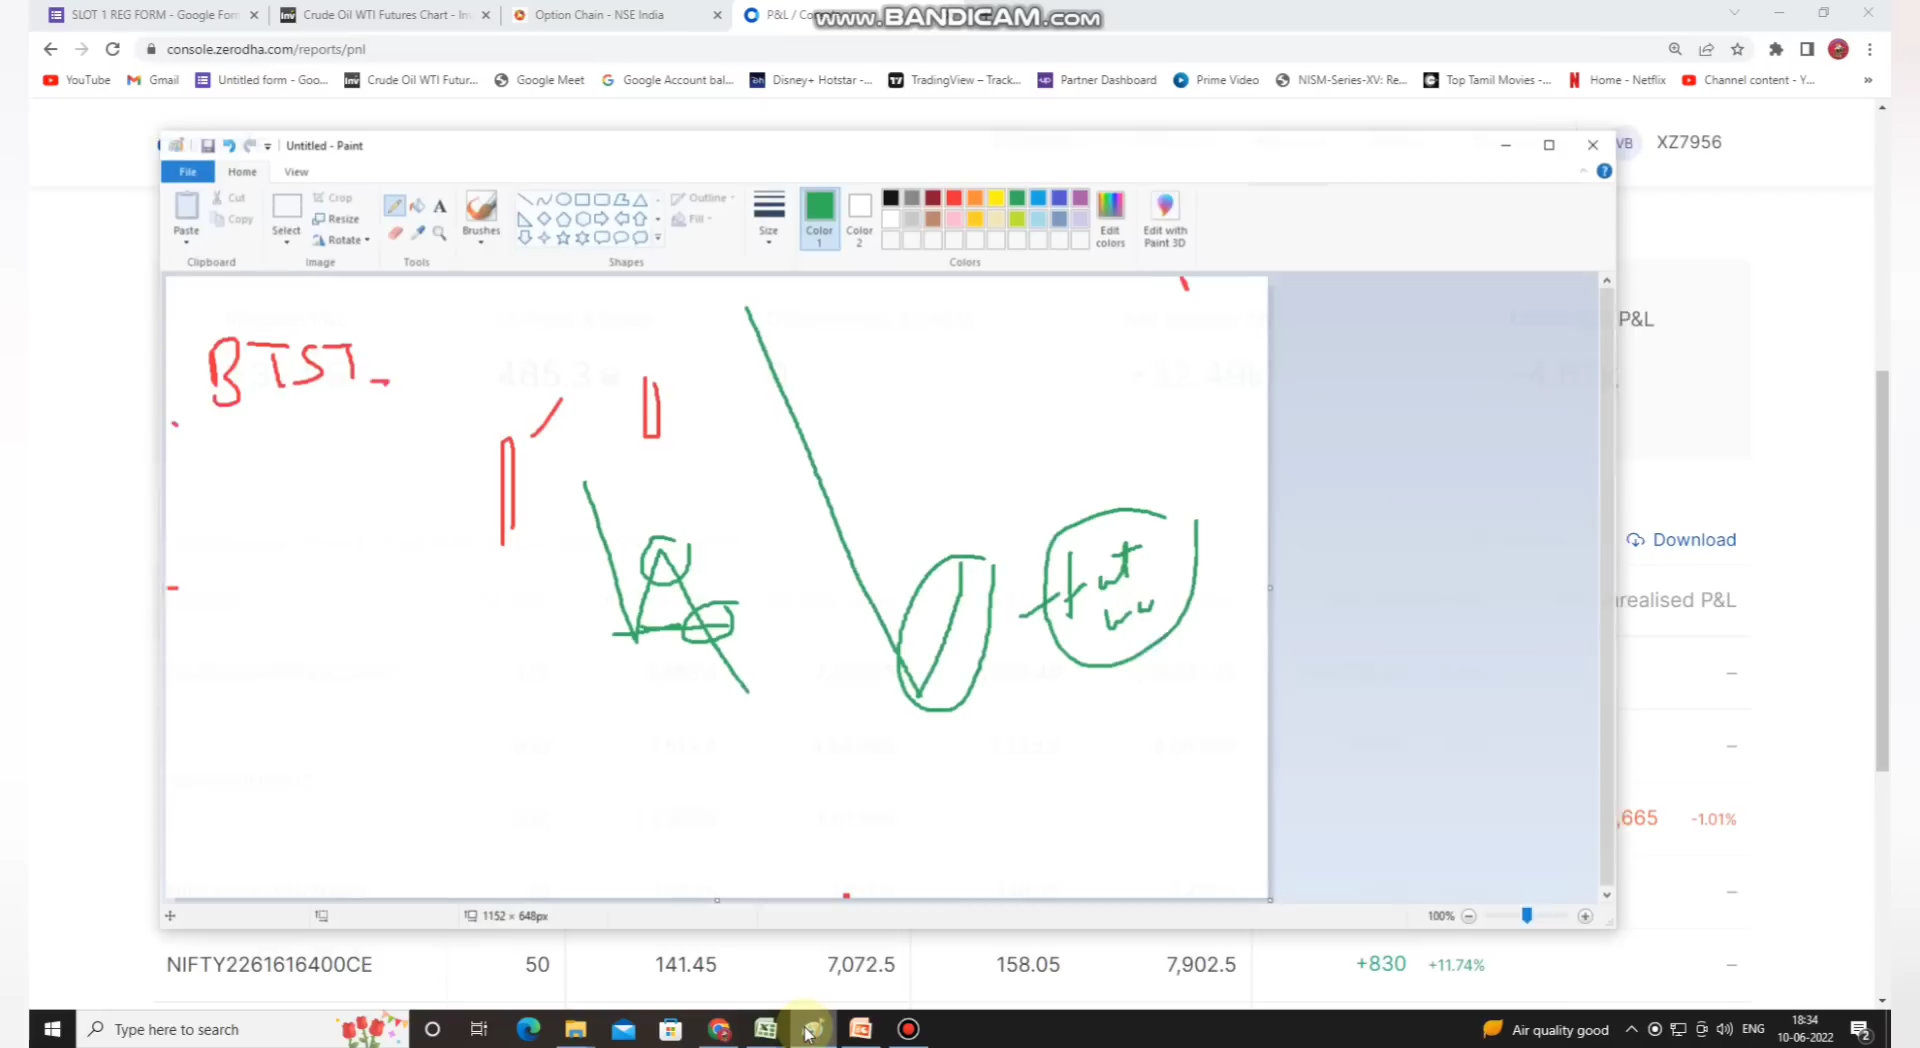 SLOT 1 REG FORM - Google Forn
Crude Oil WTI Futures Chart - Inv
Option Chain - NSE India
P&L / Con
www.BANDICAM.com
console.zerodha.com/reports/pnl
YouTube
Gmail
Untitled form - Goo...
Crude Oil WTI Futur...
Google Meet
Google Account bal...
Disney+ Hotstar -...
TradingView – Track...
Partner Dashboard
Prime Video
NISM-Series-XV: Re...
Top Tamil Movies -...
Home - Netflix
Channel content - Y...
Untitled - Paint
VB
XZ7956
File
Home
View
Paste
Cut
Copy
Clipboard
Select
Crop
Resize
Rotate
Image
Tools
Brushes
Shapes
Outline
Fill
Size
Color 1
Color 2
Edit colors
Edit with Paint 3D
Colors
BTST
P&L
Download
realised P&L
,665 -1.01%
1152 × 648px
100%
NIFTY2261616400CE 50 141.45 7,072.5 158.05 7,902.5 +830 +11.74% –
Type here to search
Air quality good
ENG
18:34
10-06-2022
2